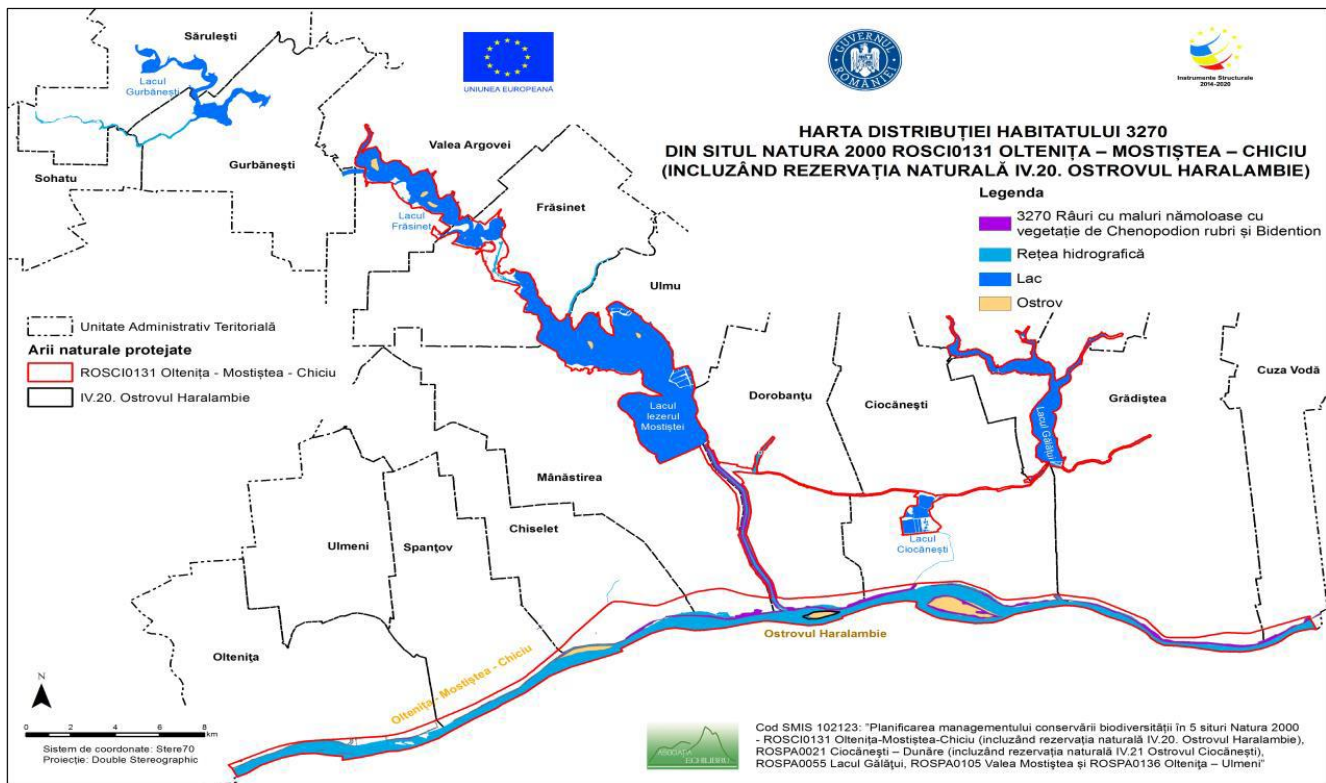 Sărulești
Lacul
Gurbănești
UNIUNEA EUROPEANĂ
GUVERNUL ROMÂNIEI
Instrumente Structurale
2014-2020
HARTA DISTRIBUȚIEI HABITATULUI 3270
DIN SITUL NATURA 2000 ROSCI0131 OLTENIȚA – MOSTIȘTEA – CHICIU
(INCLUZÂND REZERVAȚIA NATURALĂ IV.20. OSTROVUL HARALAMBIE)
Valea Argovei
Gurbănești
Sohatu
Legenda
3270 Râuri cu maluri nămoloase cu
vegetație de Chenopodion rubri și Bidention
Rețea hidrografică
Lac
Ostrov
Frăsinet
Lacul
Frăsinet
Ulmu
Unitate Administrativ Teritorială
Arii naturale protejate
ROSCI0131 Oltenița - Mostiștea - Chiciu
IV.20. Ostrovul Haralambie
Cuza Vodă
Dorobanțu
Ciocănești
Grădiștea
Lacul
Iezerul
Mostiștei
Lacul Gălățui
Mânăstirea
Chiselet
Ulmeni
Spanțov
Lacul
Ciocănești
Ostrovul Haralambie
Oltenița
Oltenița - Mostiștea - Chiciu
N
0 2 4 6 8
km
Sistem de coordonate: Stere70
Proiecție: Double Stereographic
ASOCIAȚIA
ECHILIBRU
Cod SMIS 102123: "Planificarea managementului conservării biodiversității în 5 situri Natura 2000
- ROSCI0131 Oltenița-Mostiștea-Chiciu (incluzând rezervația naturală IV.20. Ostrovul Haralambie),
ROSPA0021 Ciocănești – Dunăre (incluzând rezervația naturală IV.21 Ostrovul Ciocănești),
ROSPA0055 Lacul Gălățui, ROSPA0105 Valea Mostiștea și ROSPA0136 Oltenița – Ulmeni"